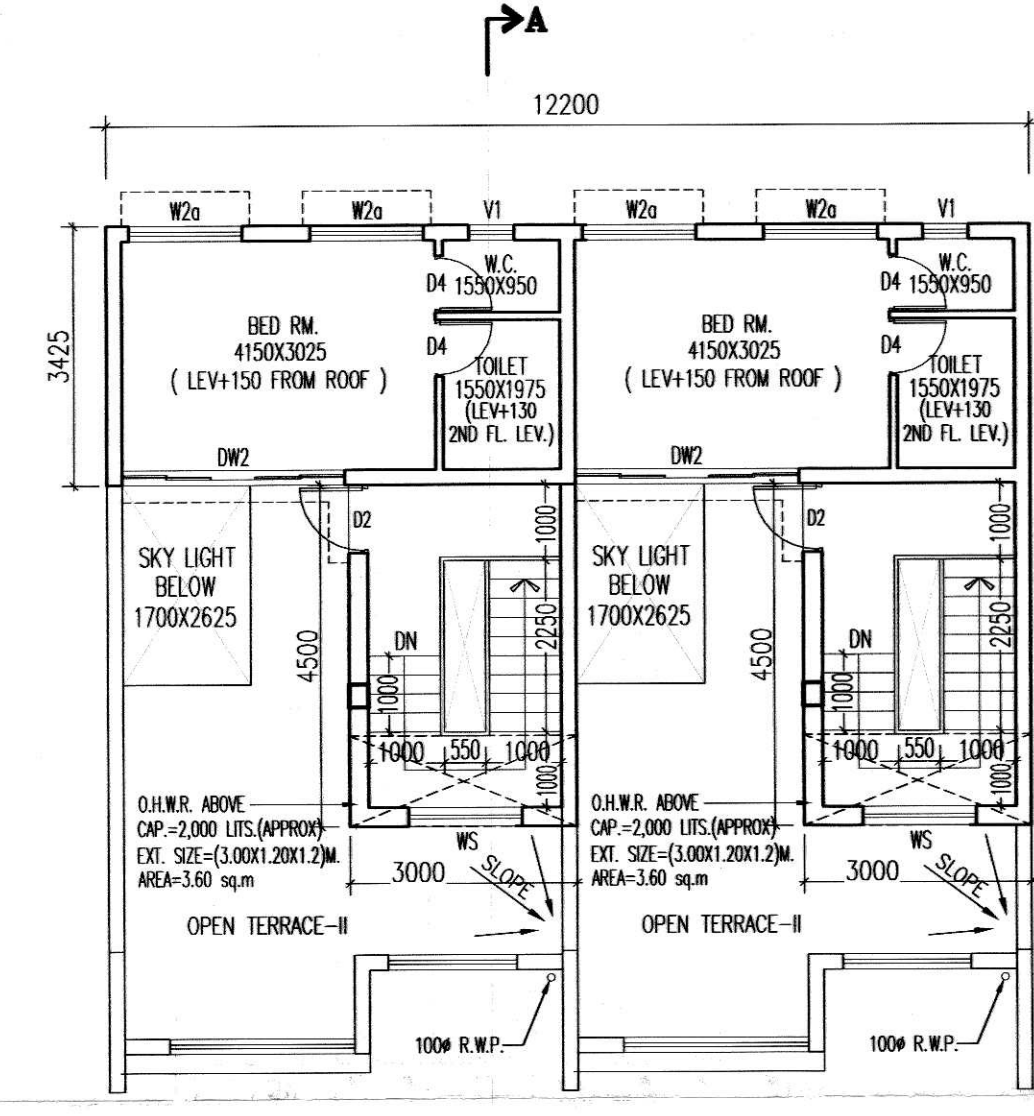 A
12200
W2a
W2a
V1
W2a
W2a
V1
3425
W.C.
1550X950
D4
BED RM.
4150X3025
( LEV+150 FROM ROOF )
D4
TOILET
1550X1975
(LEV+130
2ND FL. LEV.)
DW2
W.C.
1550X950
D4
BED RM.
4150X3025
( LEV+150 FROM ROOF )
D4
TOILET
1550X1975
(LEV+130
2ND FL. LEV.)
DW2
D2
1000
SKY LIGHT
BELOW
1700X2625
4500
DN
2250
1000
1000
550
1000
1000
O.H.W.R. ABOVE
CAP.=2,000 LITS.(APPROX)
EXT. SIZE=(3.00X1.20X1.2)M.
AREA=3.60 sq.m
WS
3000
SLOPE
OPEN TERRACE-II
100ø R.W.P.
D2
1000
SKY LIGHT
BELOW
1700X2625
4500
DN
2250
1000
1000
550
1000
1000
O.H.W.R. ABOVE
CAP.=2,000 LITS.(APPROX)
EXT. SIZE=(3.00X1.20X1.2)M.
AREA=3.60 sq.m
WS
3000
SLOPE
OPEN TERRACE-II
100ø R.W.P.